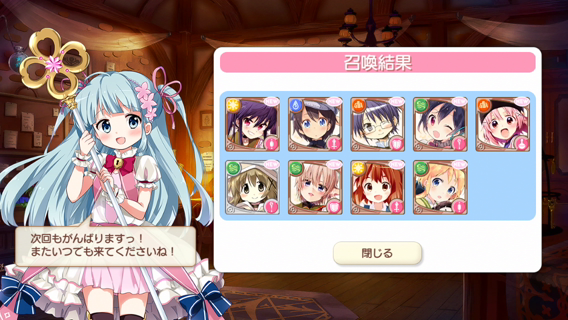 召喚結果
次回もがんばりますっ！
またいつでも来てくださいね！
閉じる